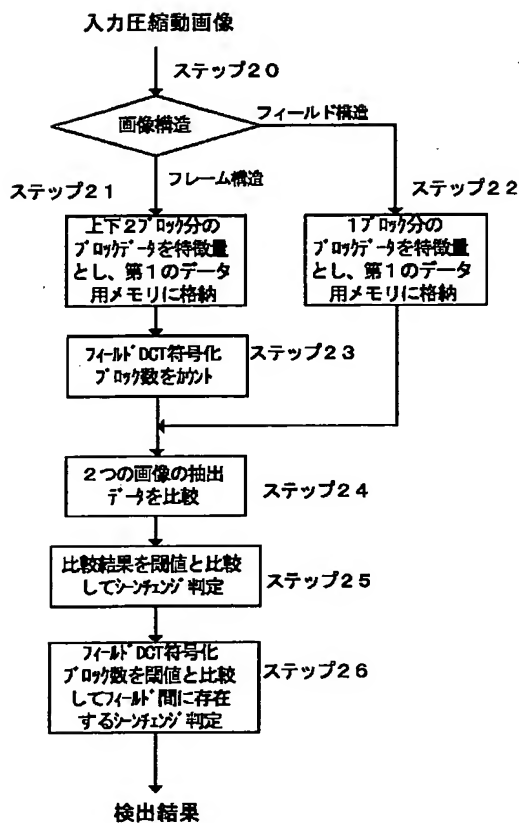 入力圧縮動画像
ステップ20
画像構造
フィールド構造
ステップ21
フレーム構造
ステップ22
上下2ブロック分の
ブロックデータを特徴量
とし、第1のデータ
用メモリに格納
1ブロック分の
ブロックデータを特徴量
とし、第1のデータ
用メモリに格納
フィールドDCT符号化
ブロック数をカウント
ステップ23
2つの画像の抽出
データを比較
ステップ24
比較結果を閾値と比較
してシーンチェンジ判定
ステップ25
フィールドDCT符号化
ブロック数を閾値と比較
してフィールド間に存在
するシーンチェンジ判定
ステップ26
検出結果